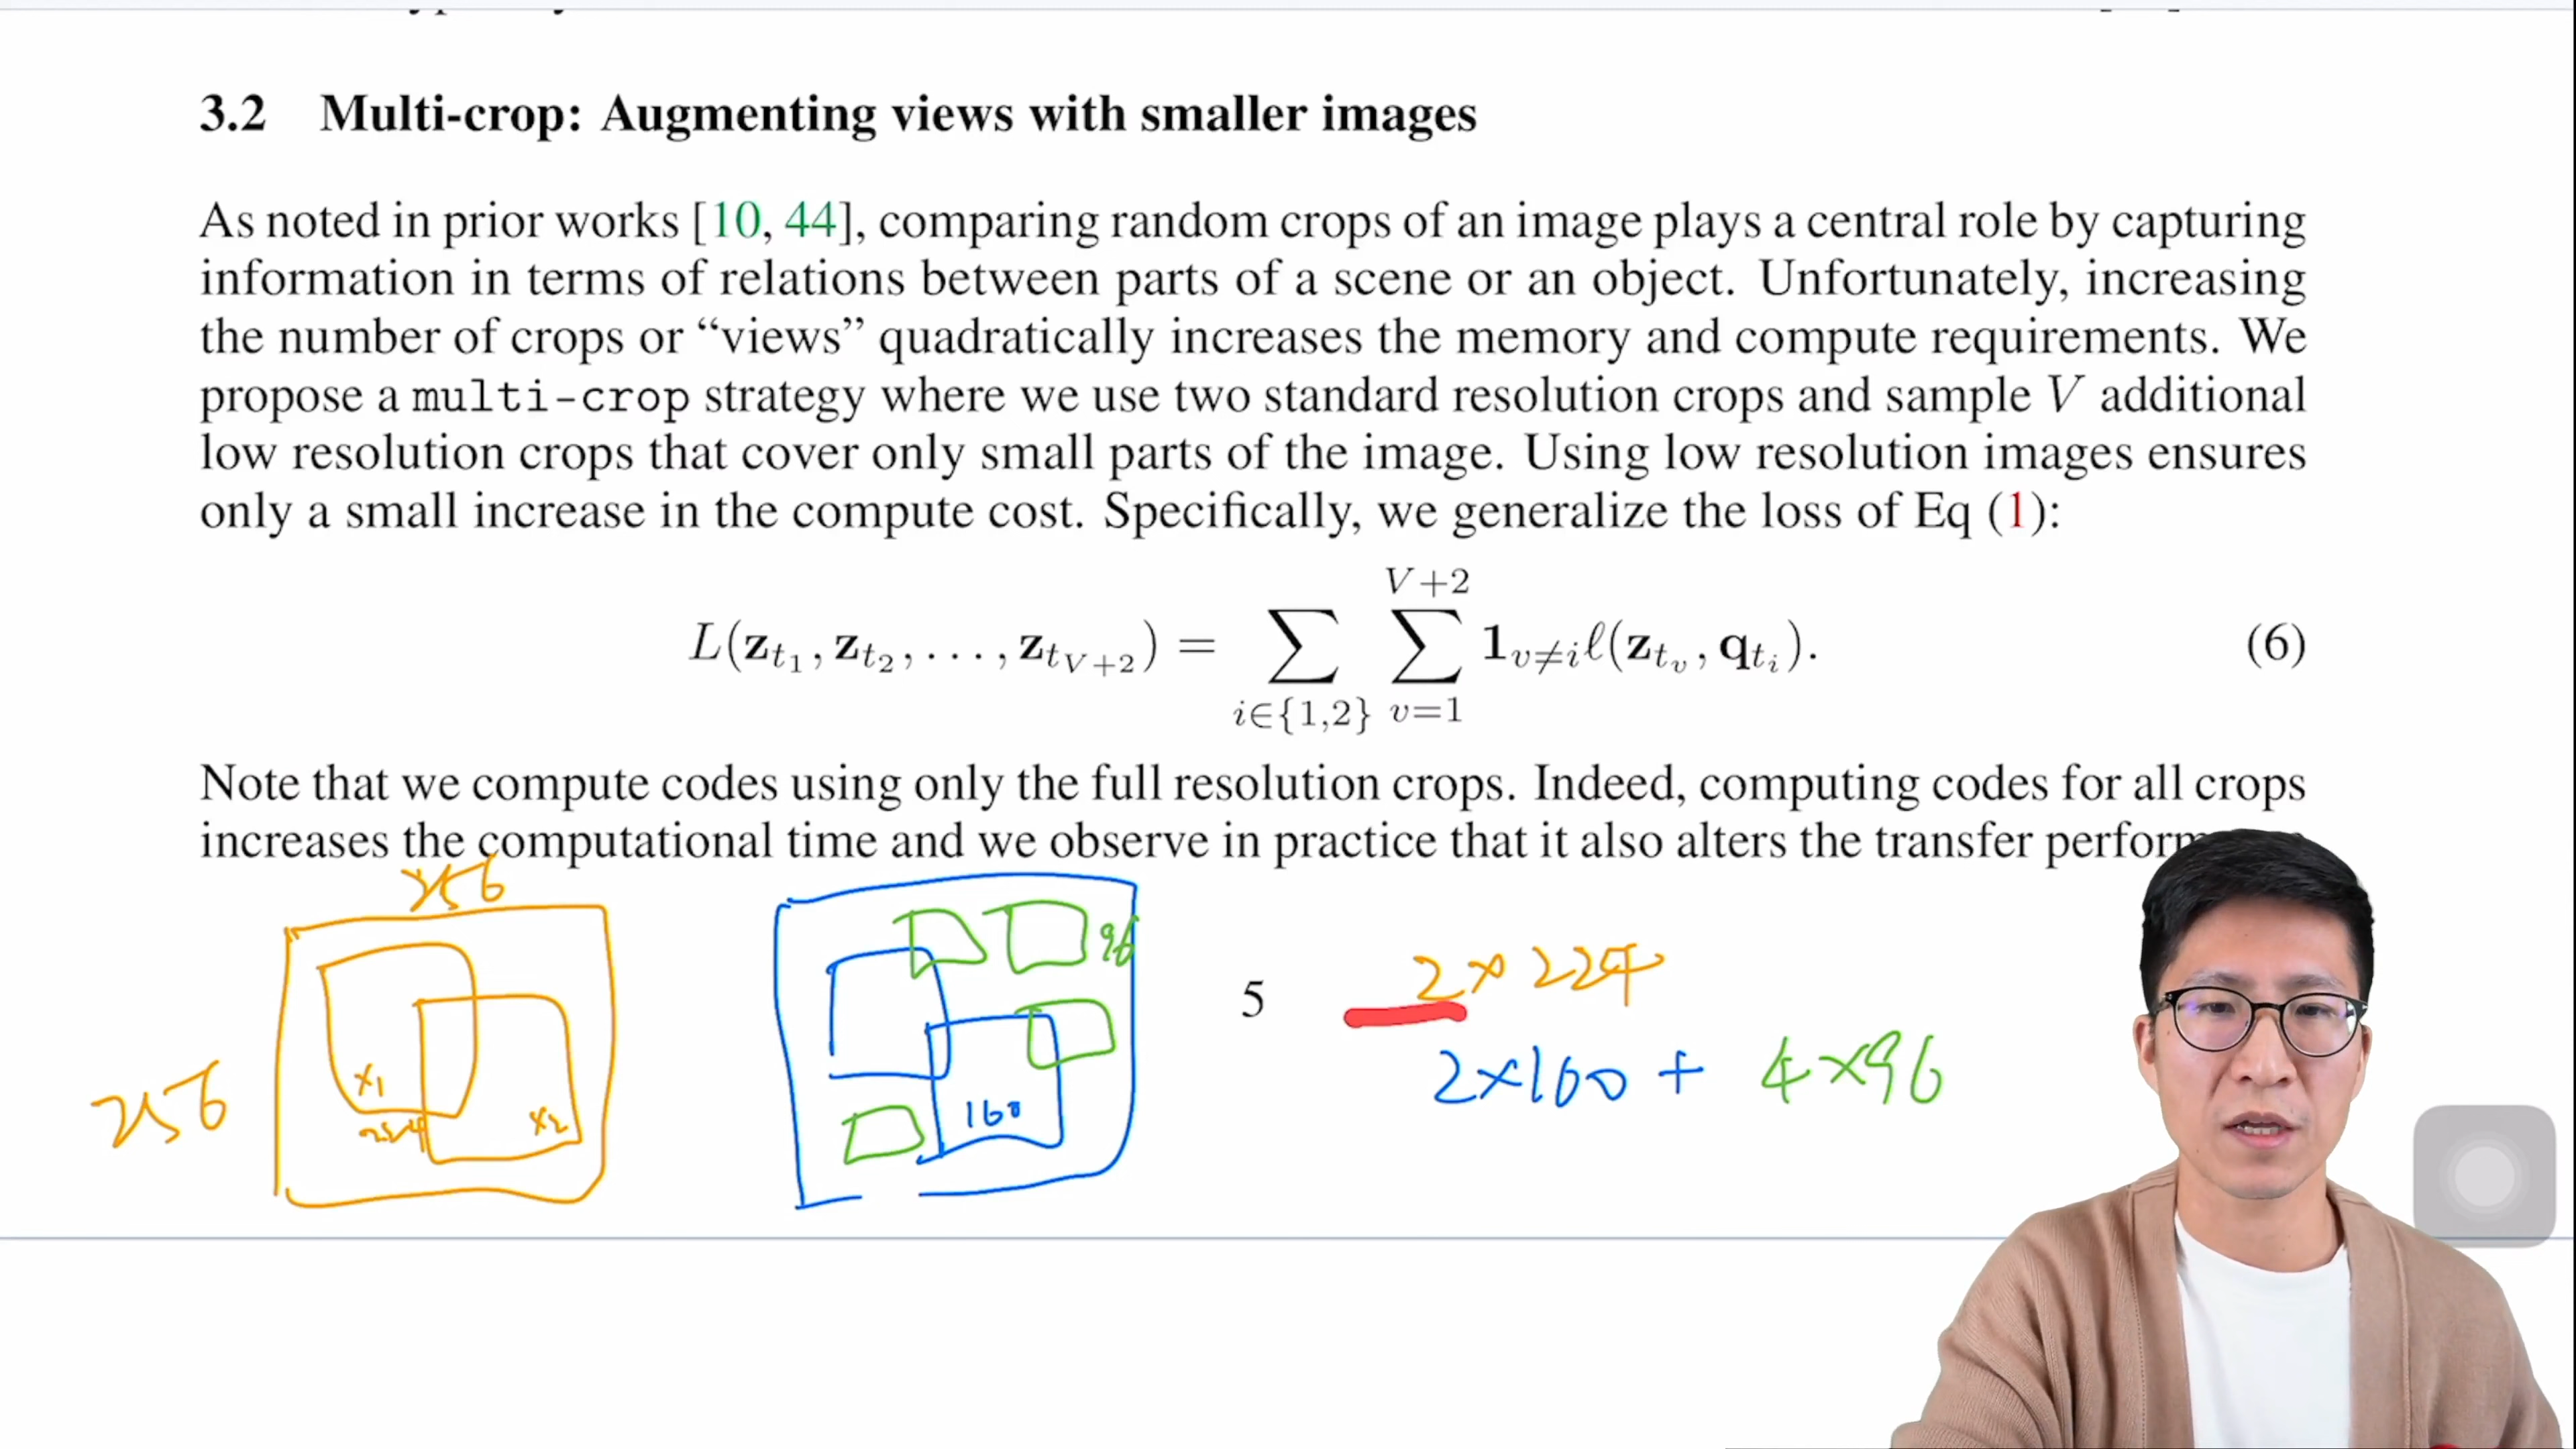 3.2 Multi-crop: Augmenting views with smaller images
As noted in prior works [10, 44], comparing random crops of an image plays a central role by capturing
information in terms of relations between parts of a scene or an object. Unfortunately, increasing
the number of crops or “views” quadratically increases the memory and compute requirements. We
propose a multi-crop strategy where we use two standard resolution crops and sample V additional
low resolution crops that cover only small parts of the image. Using low resolution images ensures
only a small increase in the compute cost. Specifically, we generalize the loss of Eq (1):
L(z_{t_1}, z_{t_2}, . . . , z_{t_{V+2}}) = ∑_{i∈{1,2}} ∑_{v=1}^{V+2} 1_{v≠i} ℓ(z_{t_v}, q_{t_i}). (6)
Note that we compute codes using only the full resolution crops. Indeed, computing codes for all crops
increases the computational time and we observe in practice that it also alters the transfer
256
256
x1
224
x2
96
160
5
2 x 224
2x160 + 4x96